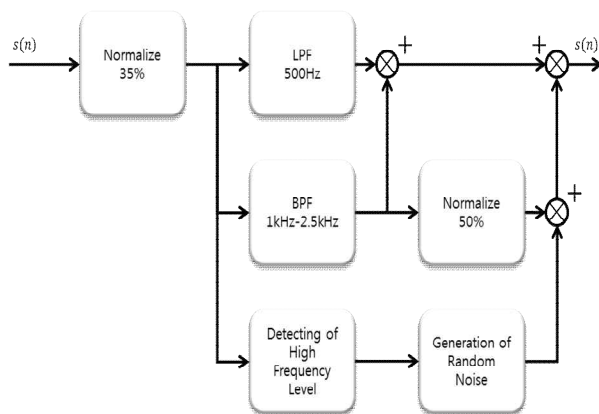 s(n)
Normalize
35%
LPF
500Hz
+
+
s(n)
BPF
1kHz-2.5kHz
Normalize
50%
+
Detecting of
High
Frequency
Level
Generation of
Random
Noise